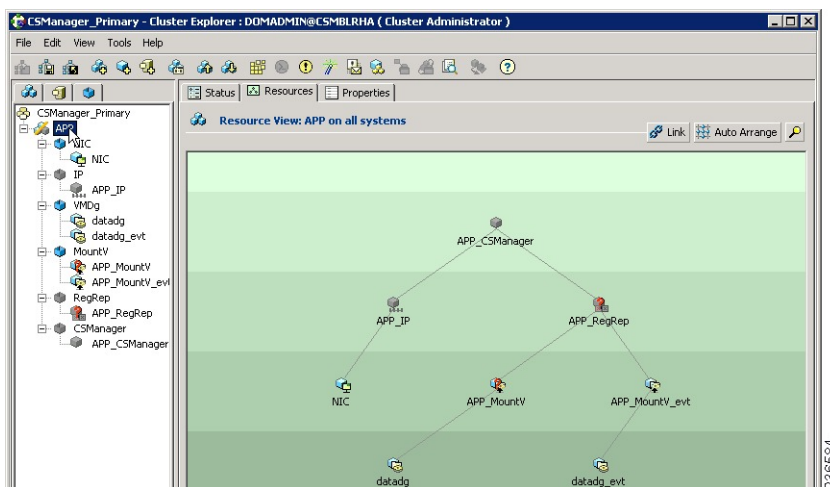 CSManager_Primary - Cluster Explorer : DOMADMIN@CSMBLRHA ( Cluster Administrator )
File Edit View Tools Help
Status Resources Properties
CSManager_Primary
APP
NIC
NIC
IP
APP_IP
VMDg
datadg
datadg_evt
MountV
APP_MountV
APP_MountV_evt
RegRep
APP_RegRep
CSManager
APP_CSManager
Resource View: APP on all systems
Link Auto Arrange
APP_CSManager
APP_IP APP_RegRep
NIC APP_MountV APP_MountV_evt
datadg datadg_evt